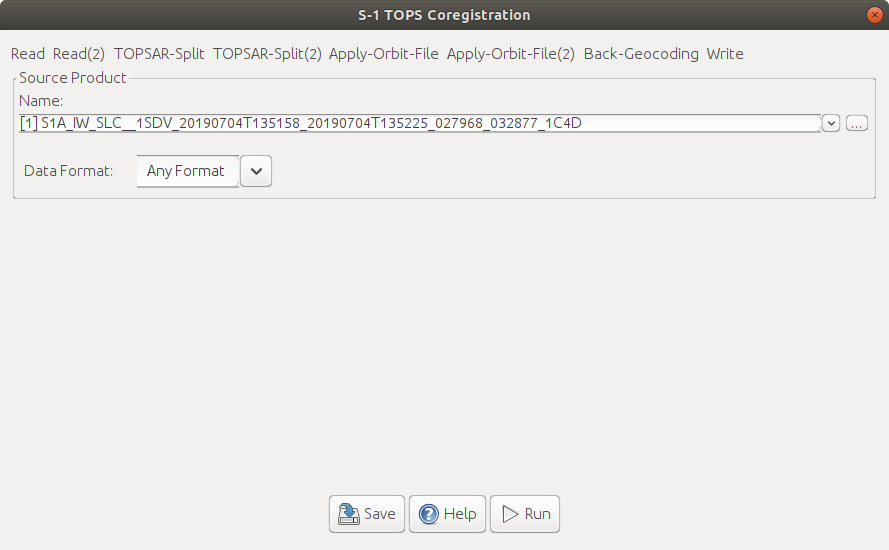 S-1 TOPS Coregistration
Read Read(2) TOPSAR-Split TOPSAR-Split(2) Apply-Orbit-File Apply-Orbit-File(2) Back-Geocoding Write
Source Product
Name:
[1] S1A_IW_SLC__1SDV_20190704T135158_20190704T135225_027968_032877_1C4D
...
Data Format: Any Format
Save Help Run